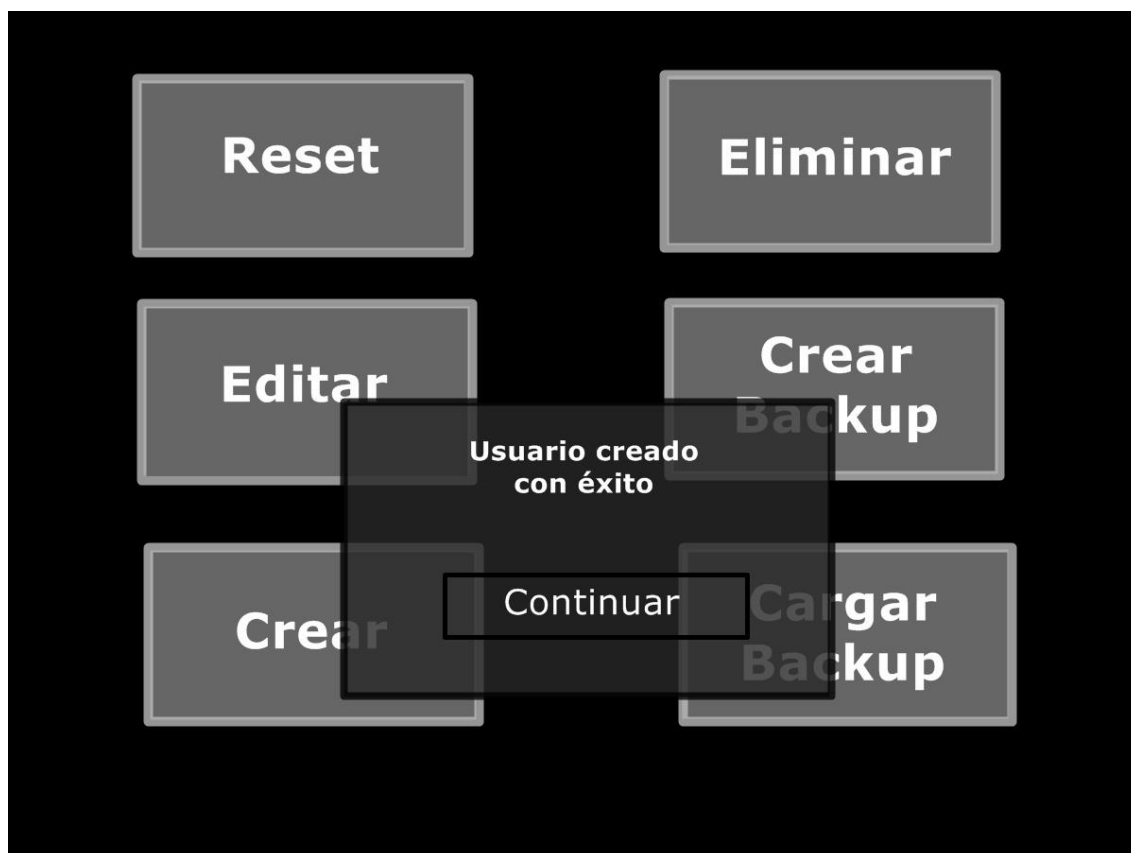 Reset
Eliminar
Editar
Crear
Backup
Usuario creado
con éxito
Continuar
Crear
Cargar
Backup